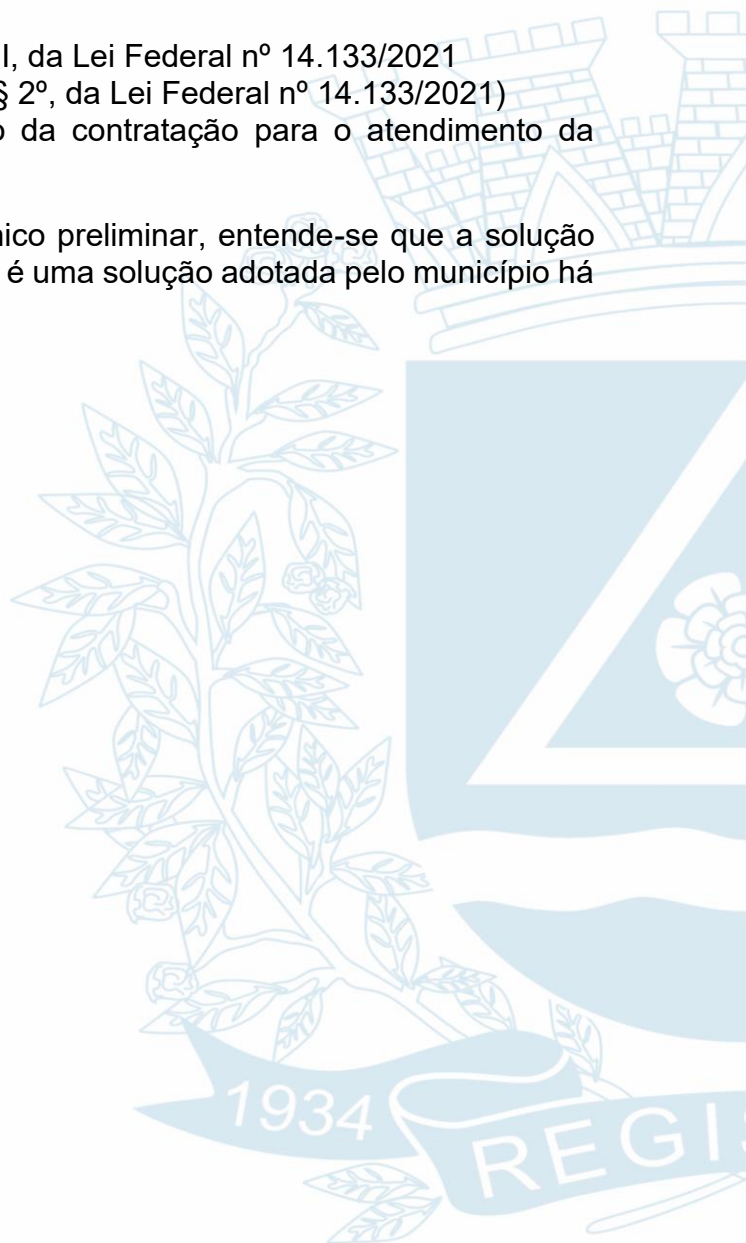 I, da Lei Federal nº 14.133/2021
§ 2º, da Lei Federal nº 14.133/2021)
o da contratação para o atendimento da
nico preliminar, entende-se que a solução
é uma solução adotada pelo município há
1934
REGIS